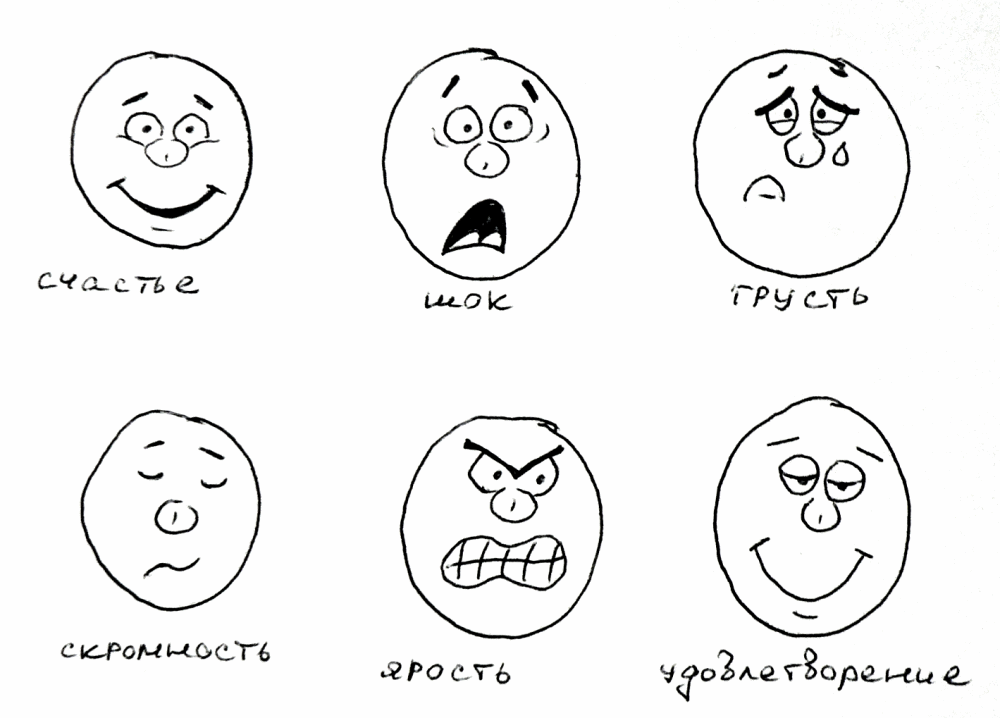 счастье
шок
грусть
скромность
ярость
удовлетворение